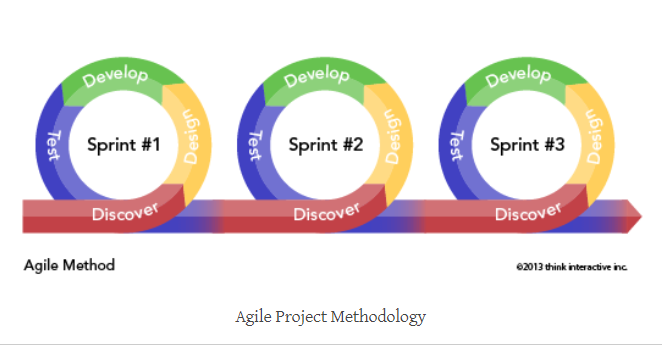 Develop
Test
Sprint #1
Design
Discover
Develop
Test
Sprint #2
Design
Discover
Develop
Test
Sprint #3
Design
Discover
Agile Method
©2013 think interactive inc.
Agile Project Methodology